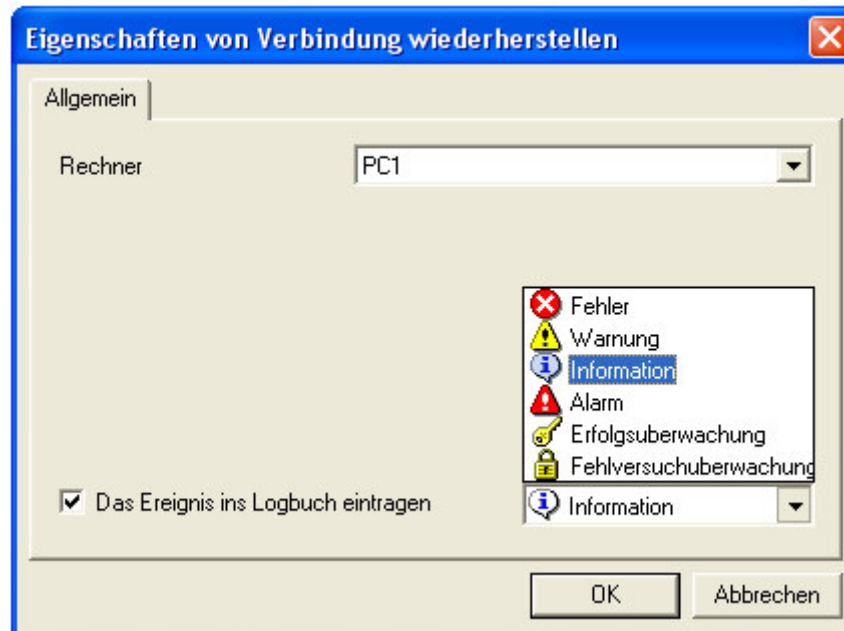 Eigenschaften von Verbindung wiederherstellen
Allgemein
Rechner PC1
Fehler
Warnung
Information
Alarm
Erfolgsuberwachung
Fehlversuchuberwachung
Das Ereignis ins Logbuch eintragen Information
OK Abbrechen